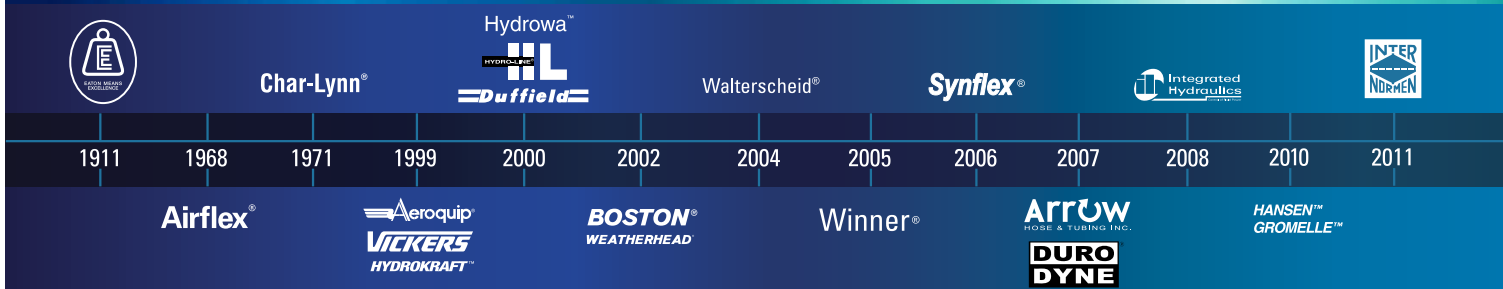 E
EATON MEANS
EXCELLENCE
Char-Lynn®
Hydrowa™
HYDRO-LINE®
HL
Duffield
Walterscheid®
Synflex®
Integrated
Hydraulics
INTER
NORMEN
1911 1968 1971 1999 2000 2002 2004 2005 2006 2007 2008 2010 2011
Airflex®
Aeroquip®
VICKERS
HYDROKRAFT™
BOSTON®
WEATHERHEAD
Winner®
Arrow
HOSE & TUBING INC.
DURO
DYNE
HANSEN™
GROMELLE™